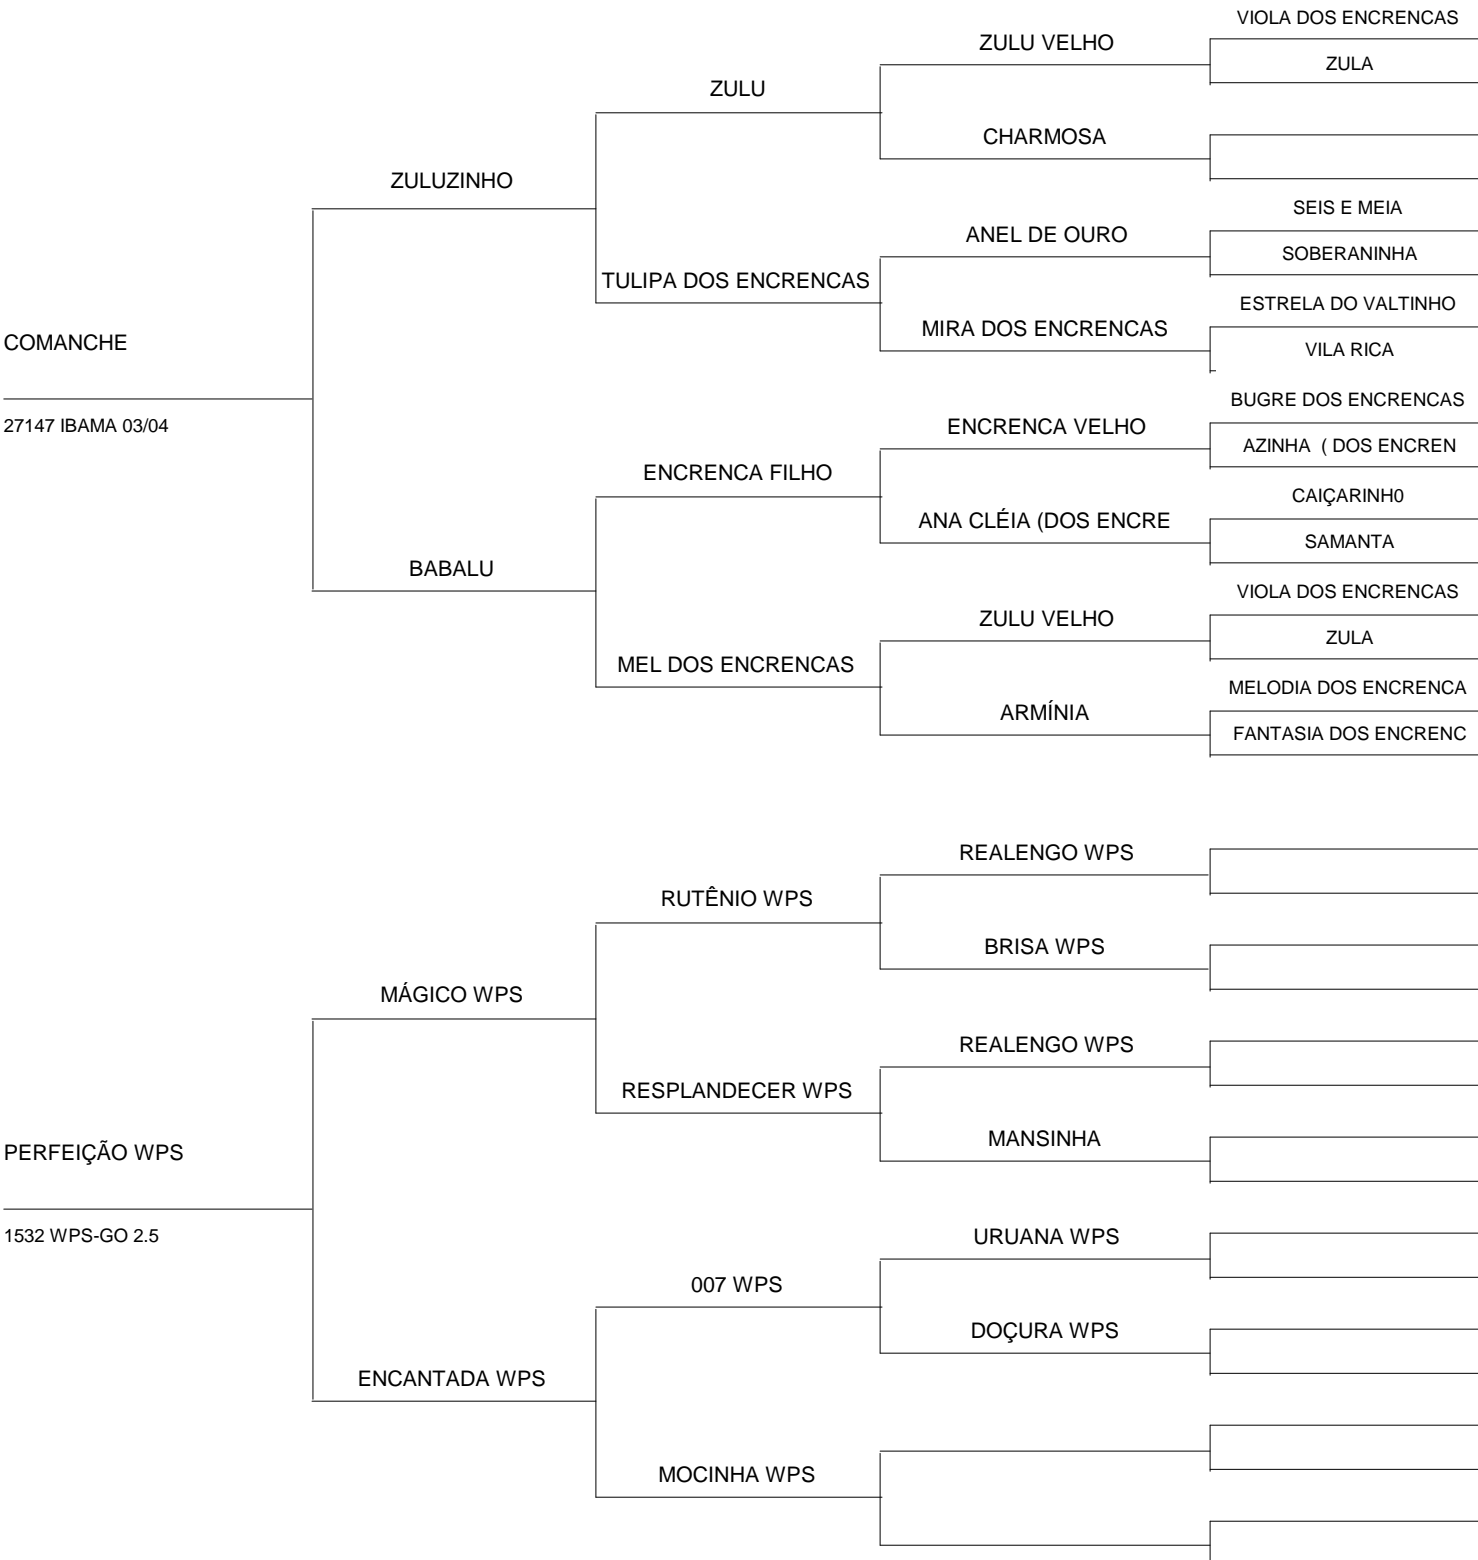 VIOLA DOS ENCRENCAS
ZULU VELHO
ZULA
ZULU
CHARMOSA
ZULUZINHO
SEIS E MEIA
ANEL DE OURO
SOBERANINHA
TULIPA DOS ENCRENCAS
ESTRELA DO VALTINHO
MIRA DOS ENCRENCAS
VILA RICA
COMANCHE
27147 IBAMA 03/04
BUGRE DOS ENCRENCAS
ENCRENCA VELHO
AZINHA ( DOS ENCREN
ENCRENCA FILHO
CAIÇARINH0
ANA CLÉIA (DOS ENCRE
SAMANTA
BABALU
VIOLA DOS ENCRENCAS
ZULU VELHO
ZULA
MEL DOS ENCRENCAS
MELODIA DOS ENCRENCA
ARMÍNIA
FANTASIA DOS ENCRENC
REALENGO WPS
RUTÊNIO WPS
BRISA WPS
MÁGICO WPS
REALENGO WPS
RESPLANDECER WPS
MANSINHA
PERFEIÇÃO WPS
1532 WPS-GO 2.5
URUANA WPS
007 WPS
DOÇURA WPS
ENCANTADA WPS
MOCINHA WPS